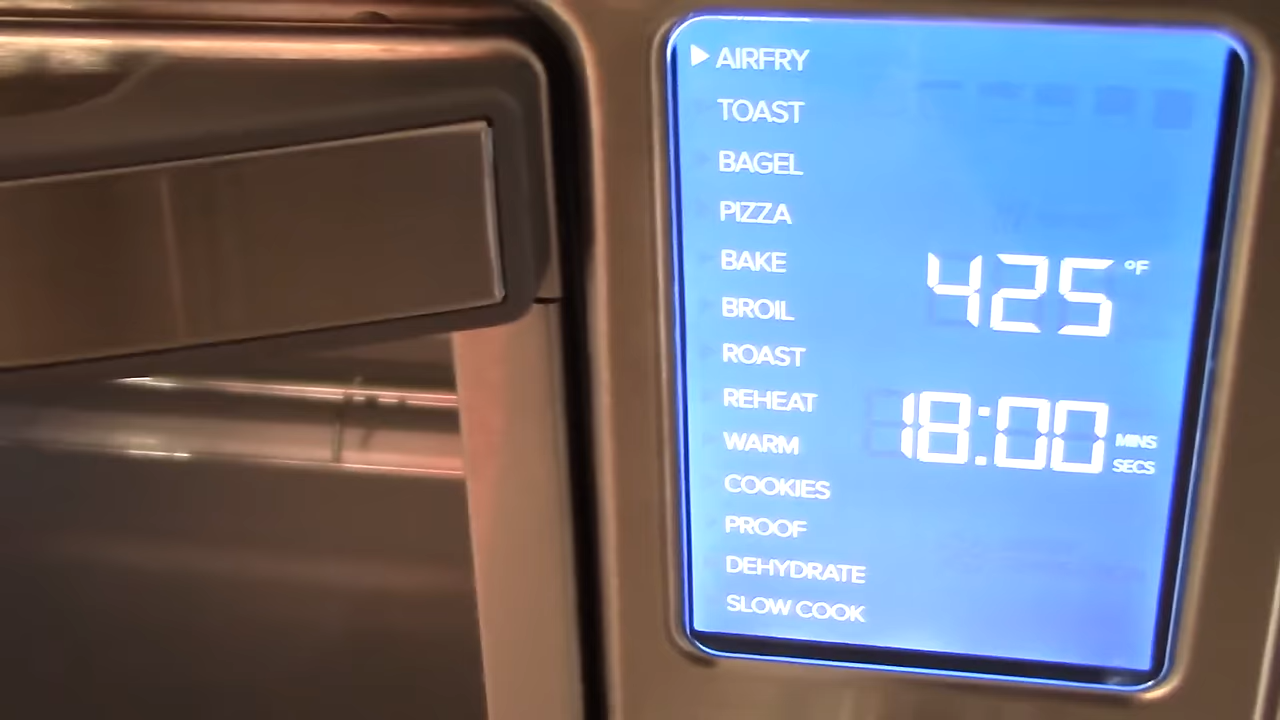 AIRFRY
TOAST
BAGEL
PIZZA
BAKE
BROIL
ROAST
REHEAT
WARM
COOKIES
PROOF
DEHYDRATE
SLOW COOK
425 °F
18:00 MINS
SECS